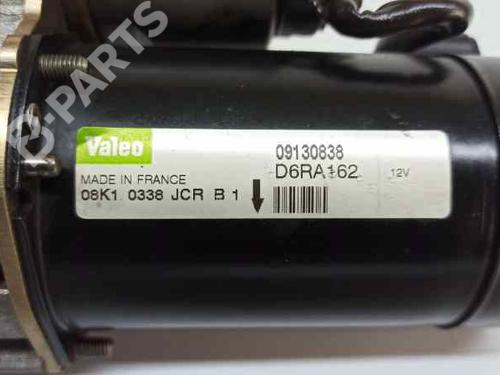 B-PARTS
Valeo
09130838
MADE IN FRANCE
D6RA162
12V
08K1 0338 JCR B 1